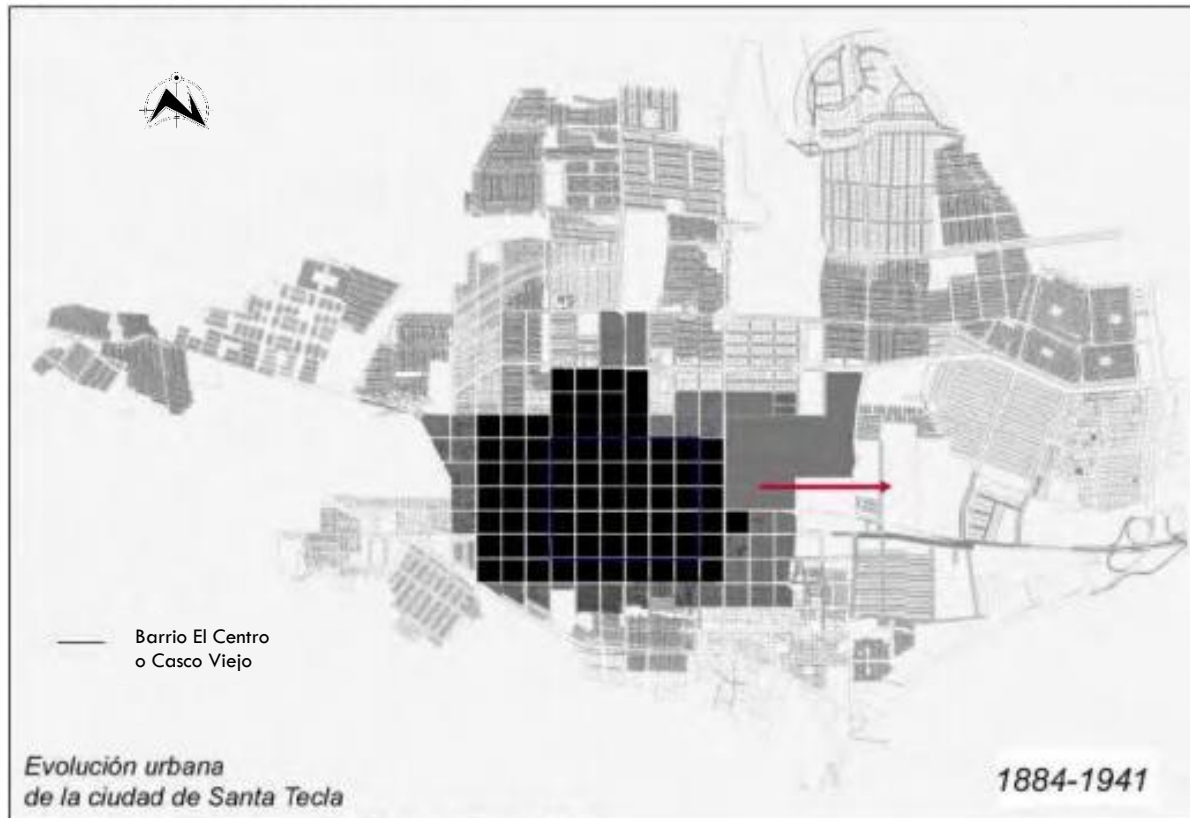 Barrio El Centro
o Casco Viejo
Evolución urbana
de la ciudad de Santa Tecla
1884-1941